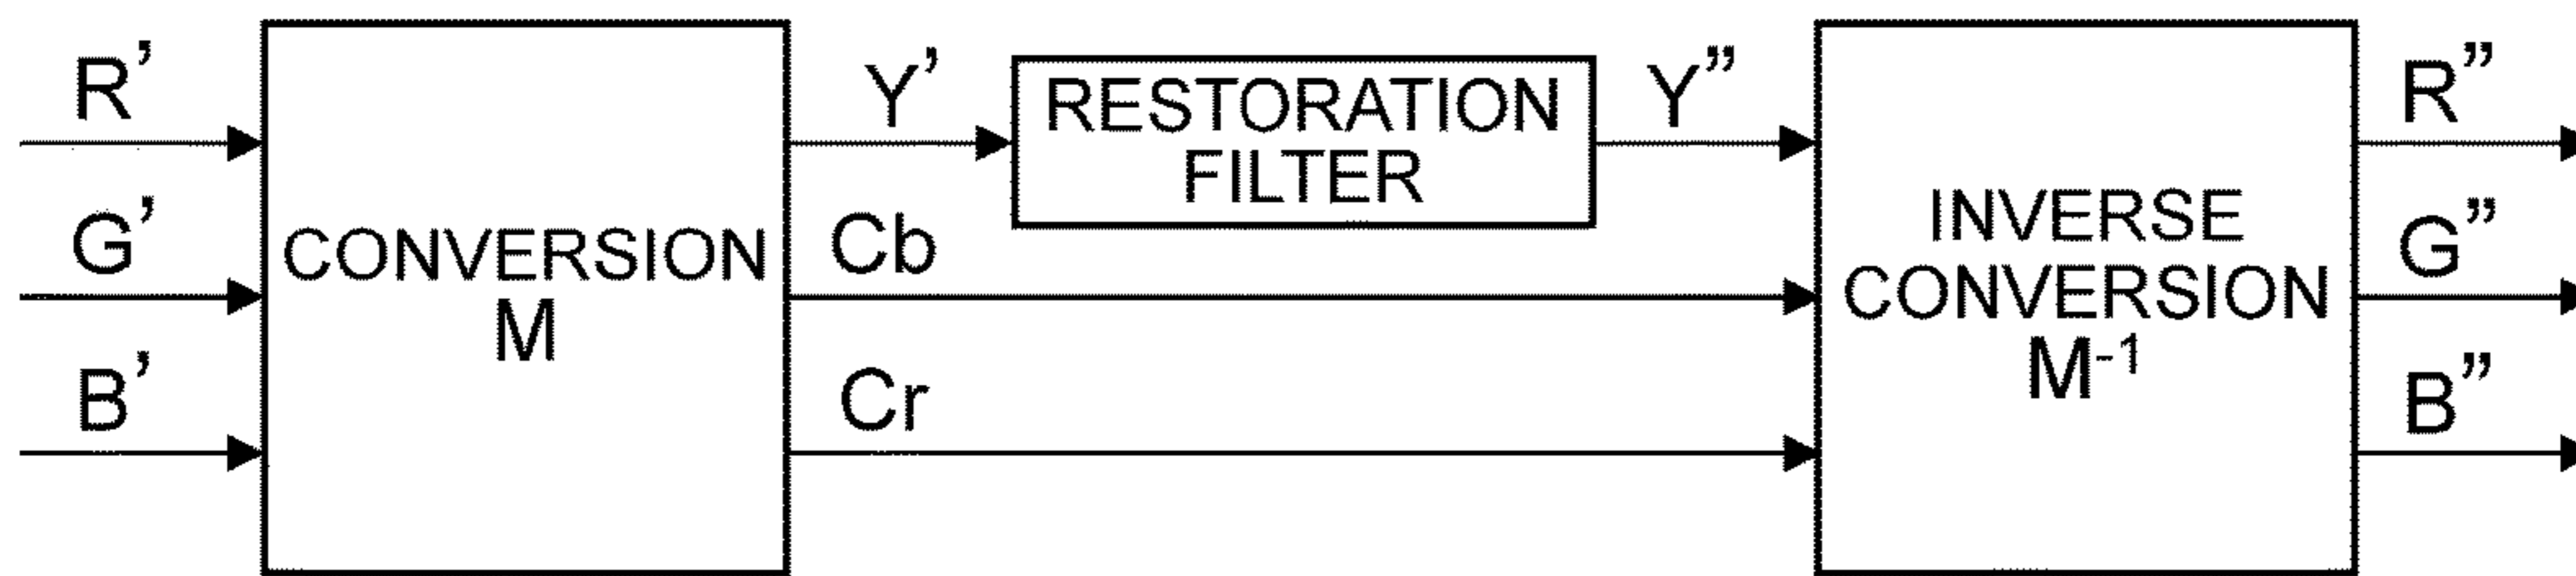 R’
G’
B’
CONVERSION
M
Y’
Cb
Cr
RESTORATION
FILTER
Y”
INVERSE
CONVERSION
M-1
R”
G”
B”